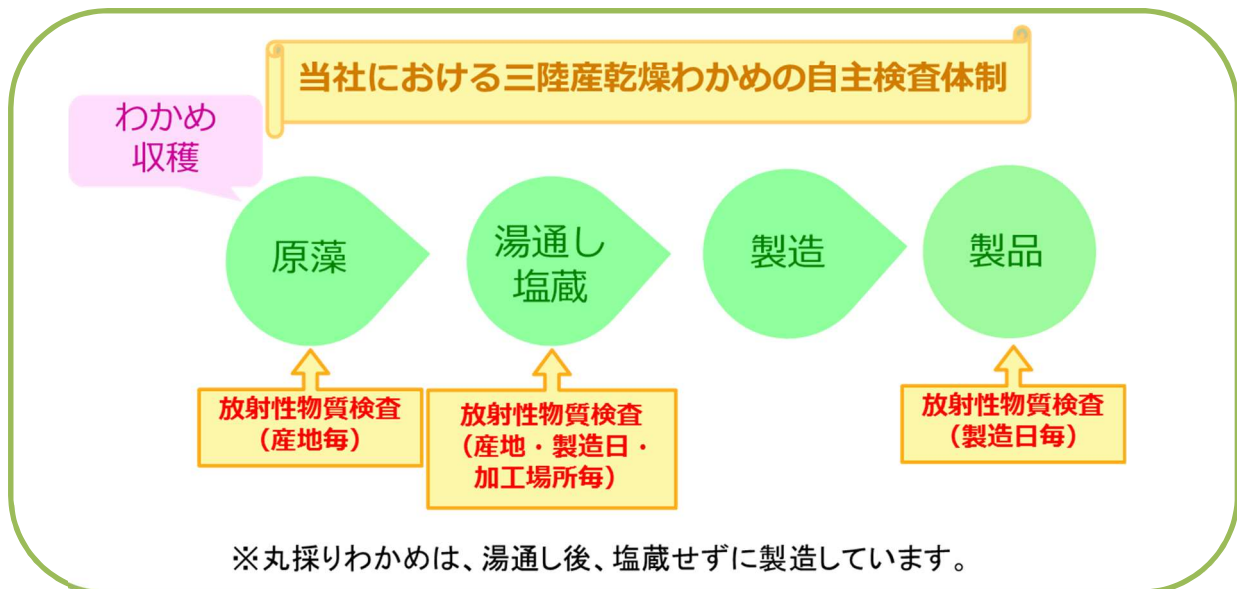 当社における三陸産乾燥わかめの自主検査体制
わかめ
収穫
原藻
湯通し
塩蔵
製造
製品
放射性物質検査
（産地毎）
放射性物質検査
（産地・製造日・
加工場所毎）
放射性物質検査
（製造日毎）
※丸採りわかめは、湯通し後、塩蔵せずに製造しています。